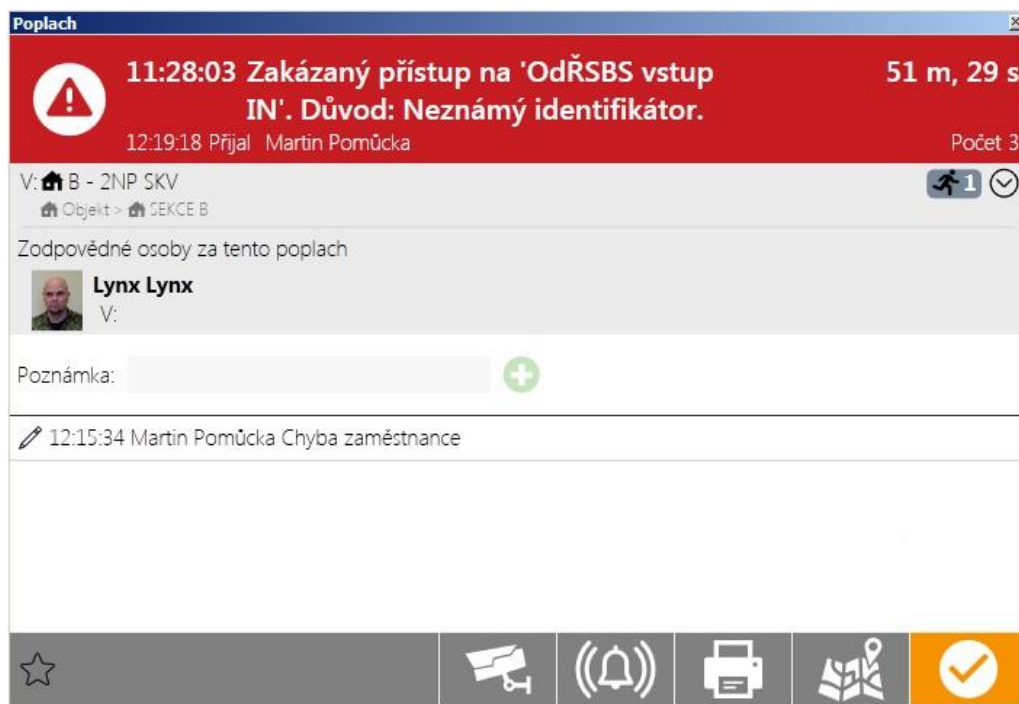 Poplach
11:28:03 Zakázaný přístup na 'OdŘSBS vstup
IN'. Důvod: Neznámý identifikátor.
51 m, 29 s
12:19:18 Přijal Martin Pomůcka
Počet 3
V: B - 2NP SKV
1
Objekt > SEKCE B
Zodpovědné osoby za tento poplach
Lynx Lynx
V:
Poznámka:
12:15:34 Martin Pomůcka Chyba zaměstnance